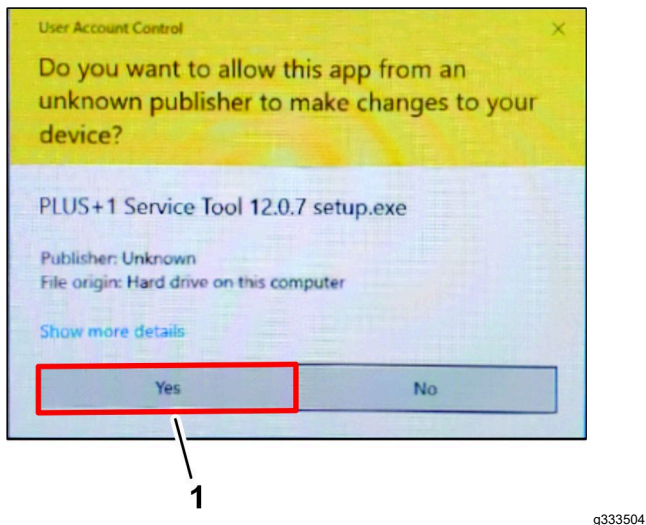 User Account Control
Do you want to allow this app from an
unknown publisher to make changes to your
device?
PLUS+1 Service Tool 12.0.7 setup.exe
Publisher: Unknown
File origin: Hard drive on this computer
Show more details
Yes
No
1
g333504